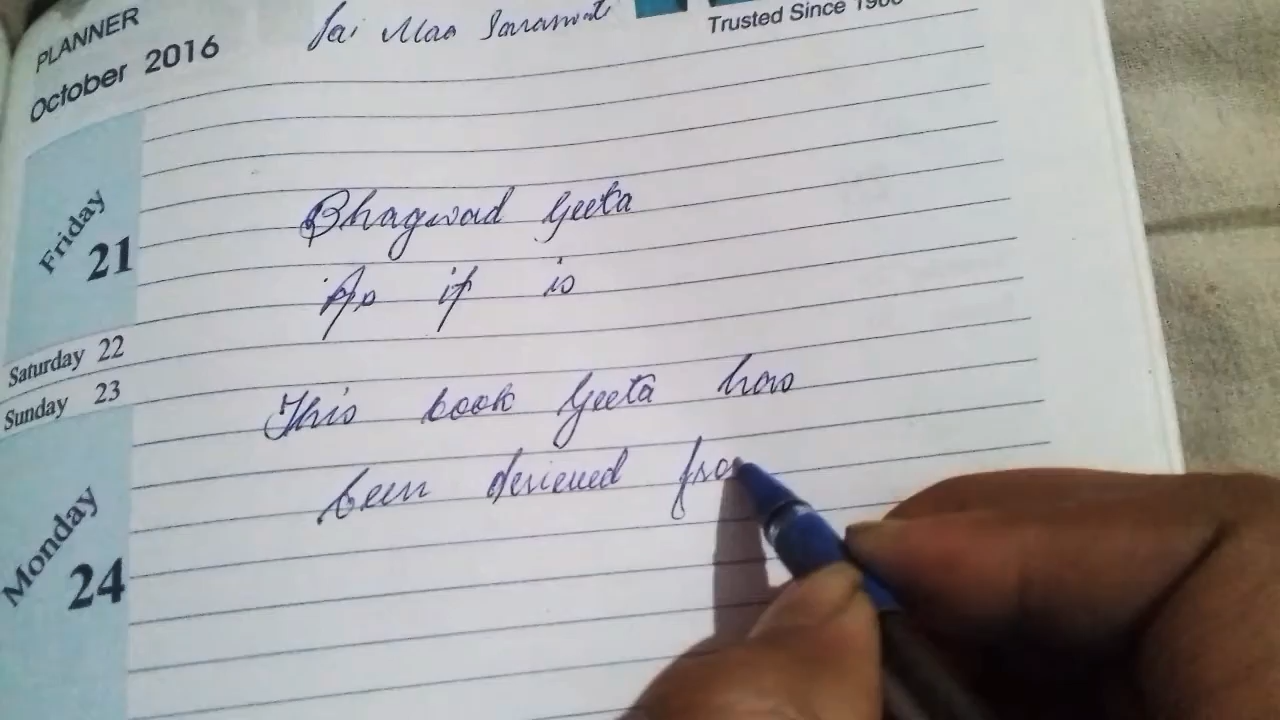 PLANNER
October 2016
Jai Maa Saraswati
Trusted Since
Friday
21
Bhagwad Geeta
As it is
Saturday 22
Sunday 23
This book Geeta has
been derieved fro
Monday
24